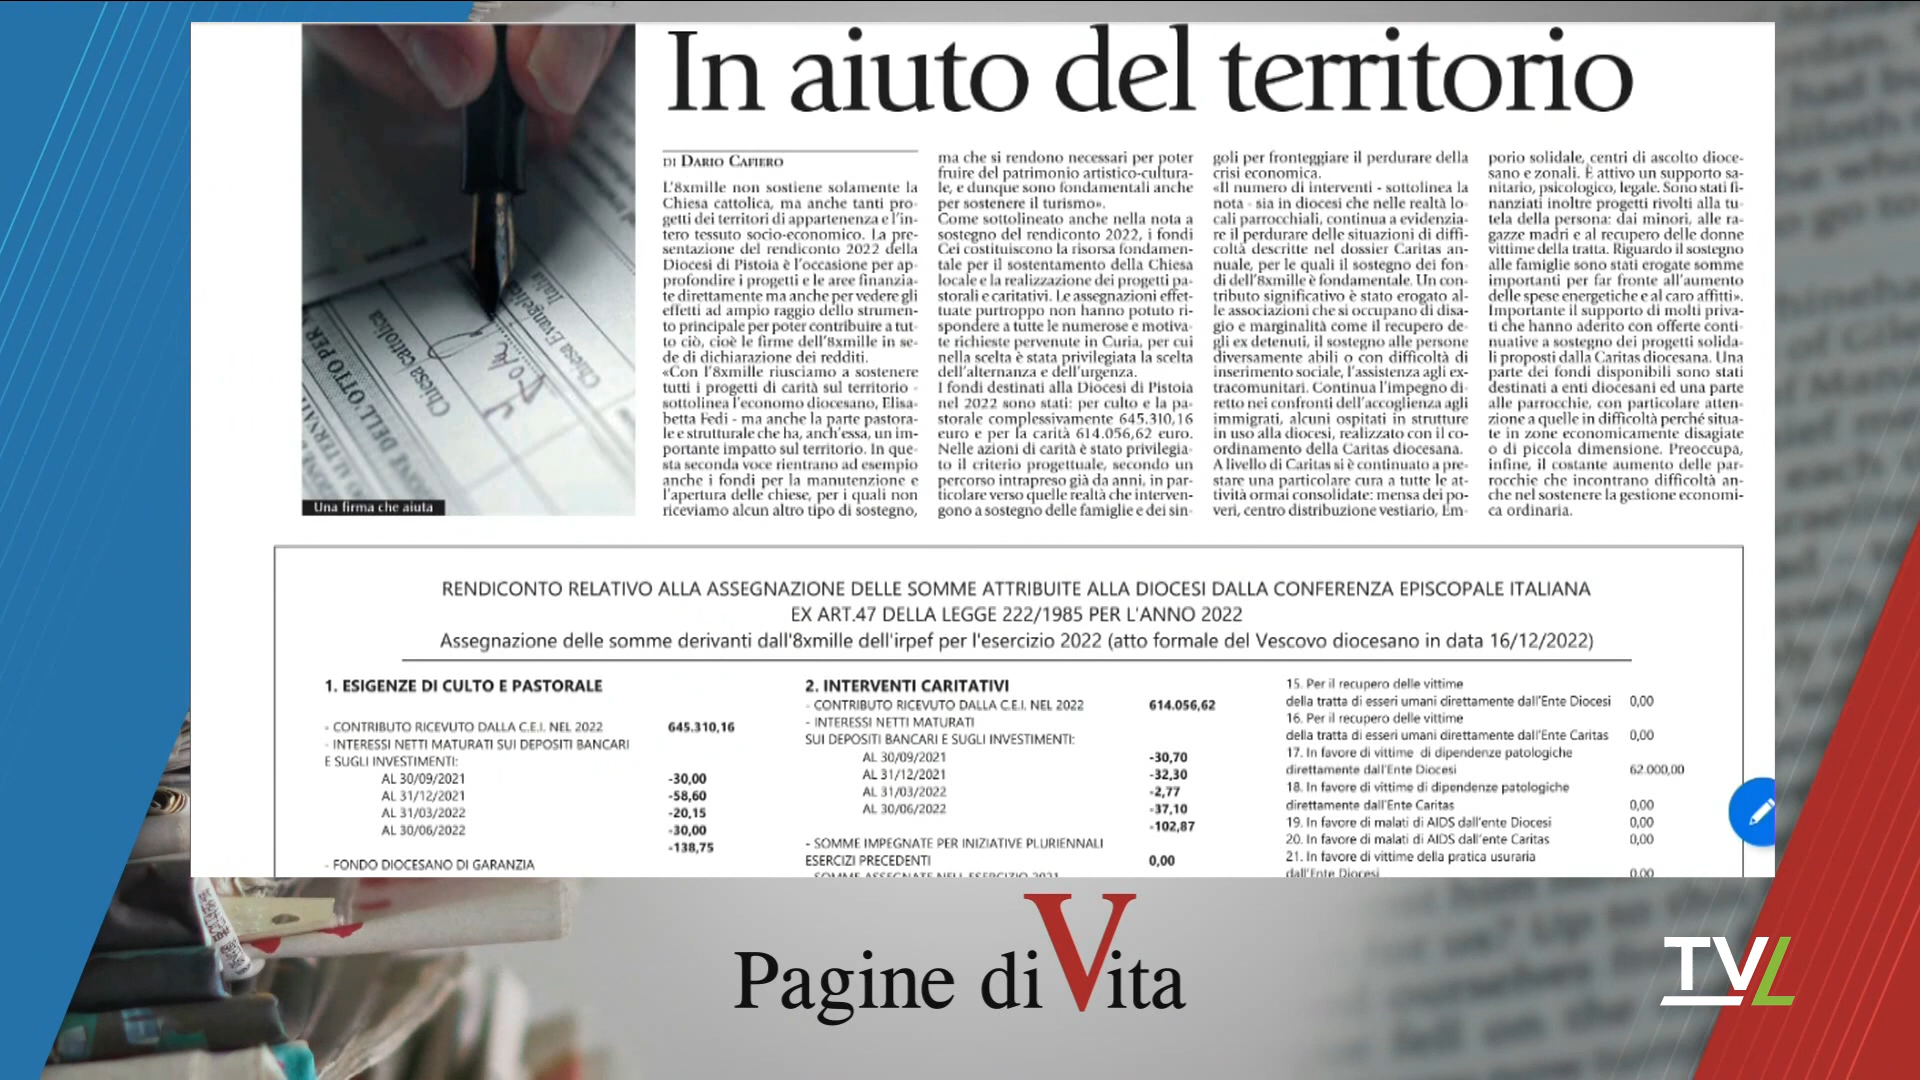 In aiuto del territorio
DI DARIO CAFIERO
L'8xmille non sostiene solamente la
Chiesa cattolica, ma anche tanti pro-
getti dei territori di appartenenza e l'in-
tero tessuto socio-economico. La pre-
sentazione del rendiconto 2022 della
Diocesi di Pistoia è l'occasione per ap-
profondire i progetti e le aree finanzia-
te direttamente ma anche per vedere gli
effetti ad ampio raggio dello strumen-
to principale per poter contribuire a tut-
to ciò, cioè le firme dell'8xmille in se-
de di dichiarazione dei redditi.
«Con l'8xmille riusciamo a sostenere
tutti i progetti di carità sul territorio -
sottolinea l'economo diocesano, Elisa-
betta Fedi - ma anche la parte pastora-
le e strutturale che ha, anch'essa, un im-
portante impatto sul territorio. In que-
sta seconda voce rientrano ad esempio
anche i fondi per la manutenzione e
l'apertura delle chiese, per i quali non
riceviamo alcun altro tipo di sostegno,
ma che si rendono necessari per poter
fruire del patrimonio artistico-cultura-
le, e dunque sono fondamentali anche
per sostenere il turismo».
Come sottolineato anche nella nota a
sostegno del rendiconto 2022, i fondi
Cei costituiscono la risorsa fondamen-
tale per il sostentamento della Chiesa
locale e la realizzazione dei progetti pa-
storali e caritativi. Le assegnazioni effet-
tuate purtroppo non hanno potuto ri-
spondere a tutte le numerose e motiva-
te richieste pervenute in Curia, per cui
nella scelta è stata privilegiata la scelta
dell'alternanza e dell'urgenza.
I fondi destinati alla Diocesi di Pistoia
nel 2022 sono stati: per culto e la pa-
storale complessivamente 645.310,16
euro e per la carità 614.056,62 euro.
Nelle azioni di carità è stato privilegia-
to il criterio progettuale, secondo un
percorso intrapreso già da anni, in par-
ticolare verso quelle realtà che interven-
gono a sostegno delle famiglie e dei sin-
goli per fronteggiare il perdurare della
crisi economica.
«Il numero di interventi - sottolinea la
nota - sia in diocesi che nelle realtà lo-
cali parrocchiali, continua a evidenzia-
re il perdurare delle situazioni di diffi-
coltà descritte nel dossier Caritas an-
nuale, per le quali il sostegno dei fon-
di dell'8xmille è fondamentale. Un con-
tributo significativo è stato erogato al-
le associazioni che si occupano di disa-
gio e marginalità come il recupero de-
gli ex detenuti, il sostegno alle persone
diversamente abili o con difficoltà di
inserimento sociale, l'assistenza agli ex-
tracomunitari. Continua l'impegno di-
retto nei confronti dell'accoglienza agli
immigrati, alcuni ospitati in strutture
in uso alla diocesi, realizzato con il co-
ordinamento della Caritas diocesana.
A livello di Caritas si è continuato a pre-
stare una particolare cura a tutte le at-
tività ormai consolidate: mensa dei po-
veri, centro distribuzione vestiario, Em-
porio solidale, centri di ascolto dioce-
sano e zonali. È attivo un supporto sa-
nitario, psicologico, legale. Sono stati fi-
nanziati inoltre progetti rivolti alla tu-
tela della persona: dai minori, alle ra-
gazze madri e al recupero delle donne
vittime della tratta. Riguardo il sostegno
alle famiglie sono stati erogate somme
importanti per far fronte all'aumento
delle spese energetiche e al caro affitti».
Importante il supporto di molti priva-
ti che hanno aderito con offerte conti-
nuative a sostegno dei progetti solida-
li proposti dalla Caritas diocesana. Una
parte dei fondi disponibili sono stati
destinati a enti diocesani ed una parte
alle parrocchie, con particolare atten-
zione a quelle in difficoltà perché situa-
te in zone economicamente disagiate
o di piccola dimensione. Preoccupa,
infine, il costante aumento delle par-
rocchie che incontrano difficoltà an-
che nel sostenere la gestione economi-
ca ordinaria.
Chiesa cattolica
Chiesa Evangelica
Italia
IONE DELL'OTTO PER
Una firma che aiuta
RENDICONTO RELATIVO ALLA ASSEGNAZIONE DELLE SOMME ATTRIBUITE ALLA DIOCESI DALLA CONFERENZA EPISCOPALE ITALIANA
EX ART.47 DELLA LEGGE 222/1985 PER L'ANNO 2022
Assegnazione delle somme derivanti dall'8xmille dell'irpef per l'esercizio 2022 (atto formale del Vescovo diocesano in data 16/12/2022)
1. ESIGENZE DI CULTO E PASTORALE
- CONTRIBUTO RICEVUTO DALLA C.E.I. NEL 2022 645.310,16
- INTERESSI NETTI MATURATI SUI DEPOSITI BANCARI
E SUGLI INVESTIMENTI:
AL 30/09/2021 -30,00
AL 31/12/2021 -58,60
AL 31/03/2022 -20,15
AL 30/06/2022 -30,00
-138,75
- FONDO DIOCESANO DI GARANZIA
2. INTERVENTI CARITATIVI
- CONTRIBUTO RICEVUTO DALLA C.E.I. NEL 2022 614.056,62
- INTERESSI NETTI MATURATI
SUI DEPOSITI BANCARI E SUGLI INVESTIMENTI:
AL 30/09/2021 -30,70
AL 31/12/2021 -32,30
AL 31/03/2022 -2,77
AL 30/06/2022 -37,10
-102,87
- SOMME IMPEGNATE PER INIZIATIVE PLURIENNALI
ESERCIZI PRECEDENTI 0,00
- SOMME ASSEGNATE NELL'ESERCIZIO 2021
15. Per il recupero delle vittime
della tratta di esseri umani direttamente dall'Ente Diocesi 0,00
16. Per il recupero delle vittime
della tratta di esseri umani direttamente dall'Ente Caritas 0,00
17. In favore di vittime di dipendenze patologiche
direttamente dall'Ente Diocesi 62.000,00
18. In favore di vittime di dipendenze patologiche
direttamente dall'Ente Caritas 0,00
19. In favore di malati di AIDS dall'ente Diocesi 0,00
20. In favore di malati di AIDS dall'ente Caritas 0,00
21. In favore di vittime della pratica usuraria
dall'Ente Diocesi 0,00
Pagine di Vita
TVL